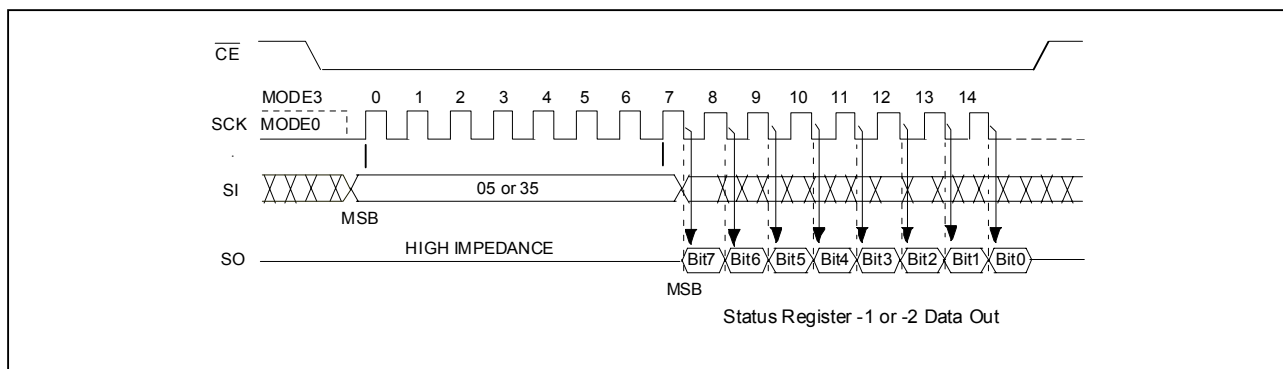 CE
MODE3 0 1 2 3 4 5 6 7 8 9 10 11 12 13 14
SCK MODE0
SI 05 or 35
MSB
SO HIGH IMPEDANCE Bit7 Bit6 Bit5 Bit4 Bit3 Bit2 Bit1 Bit0
MSB
Status Register -1 or -2 Data Out